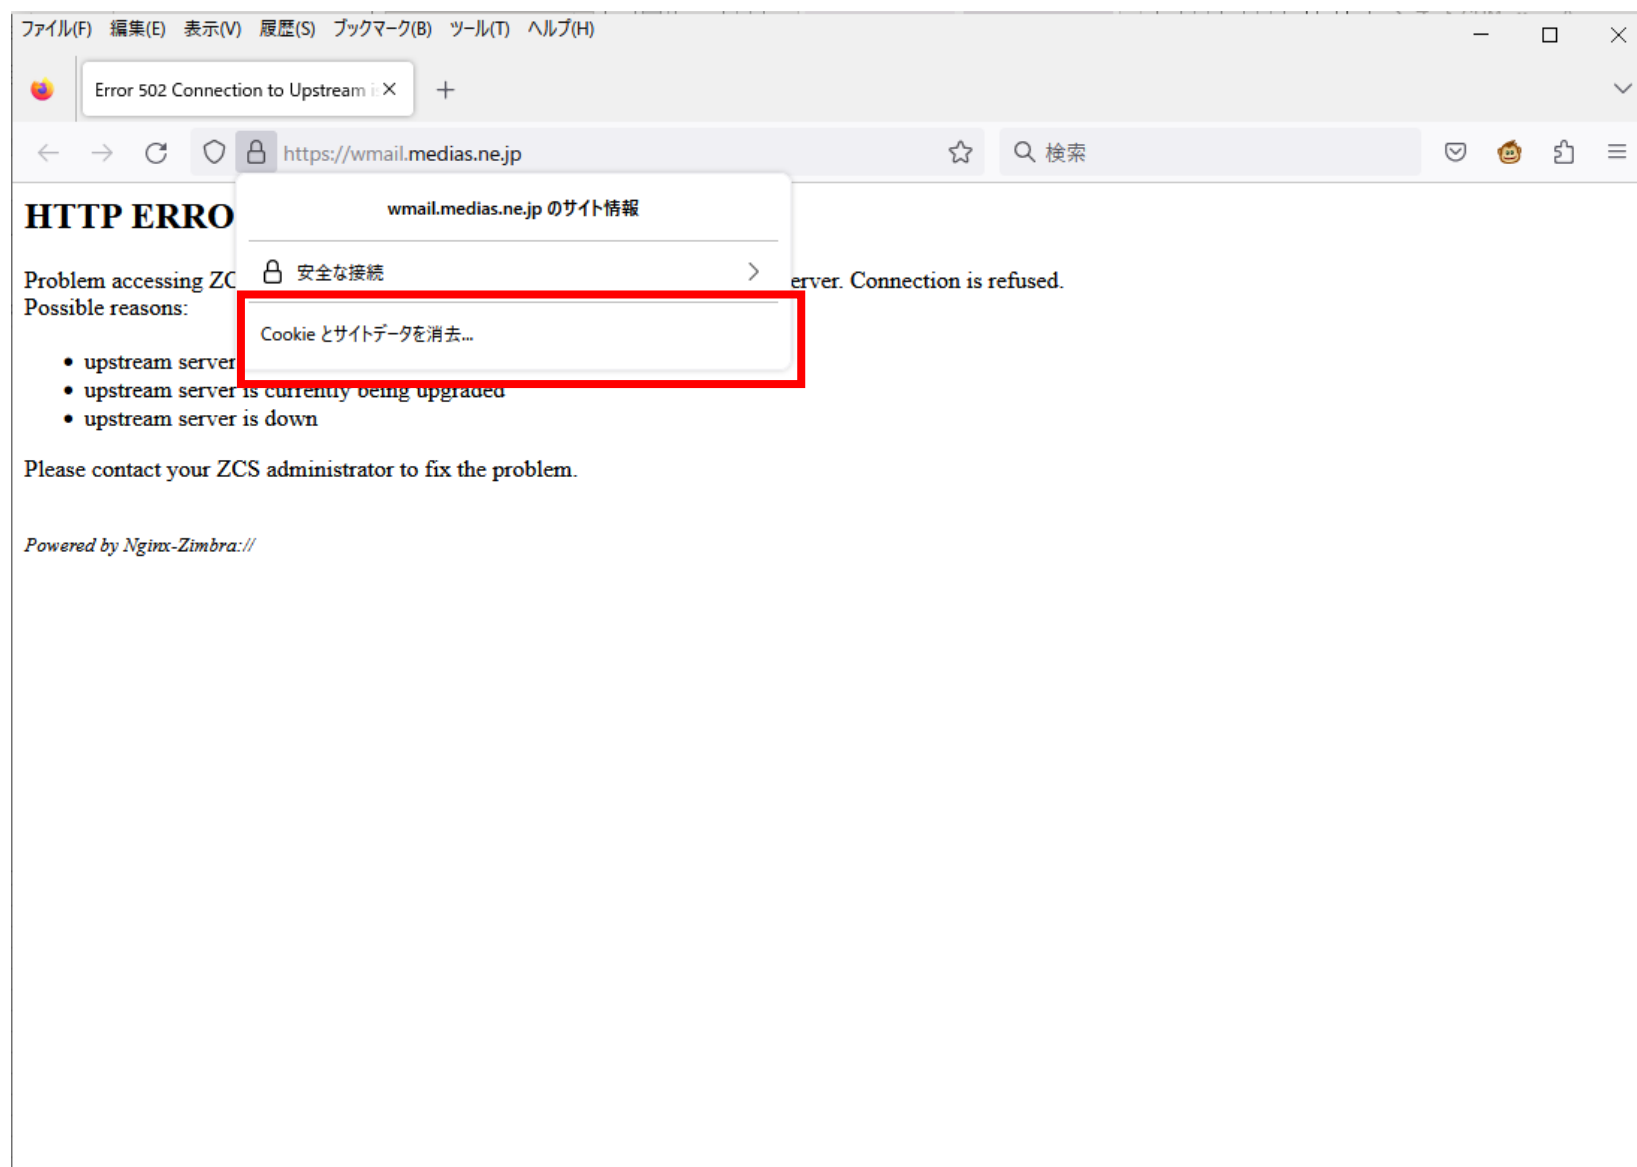 ファイル(F) 編集(E) 表示(V) 履歴(S) ブックマーク(B) ツール(T) ヘルプ(H)
Error 502 Connection to Upstream i
https://wmail.medias.ne.jp
検索
wmail.medias.ne.jp のサイト情報
安全な接続
Cookie とサイトデータを消去...
HTTP ERRO
Problem accessing ZC erver. Connection is refused.
Possible reasons:
• upstream server
• upstream server is currently being upgraded
• upstream server is down
Please contact your ZCS administrator to fix the problem.
Powered by Nginx-Zimbra://